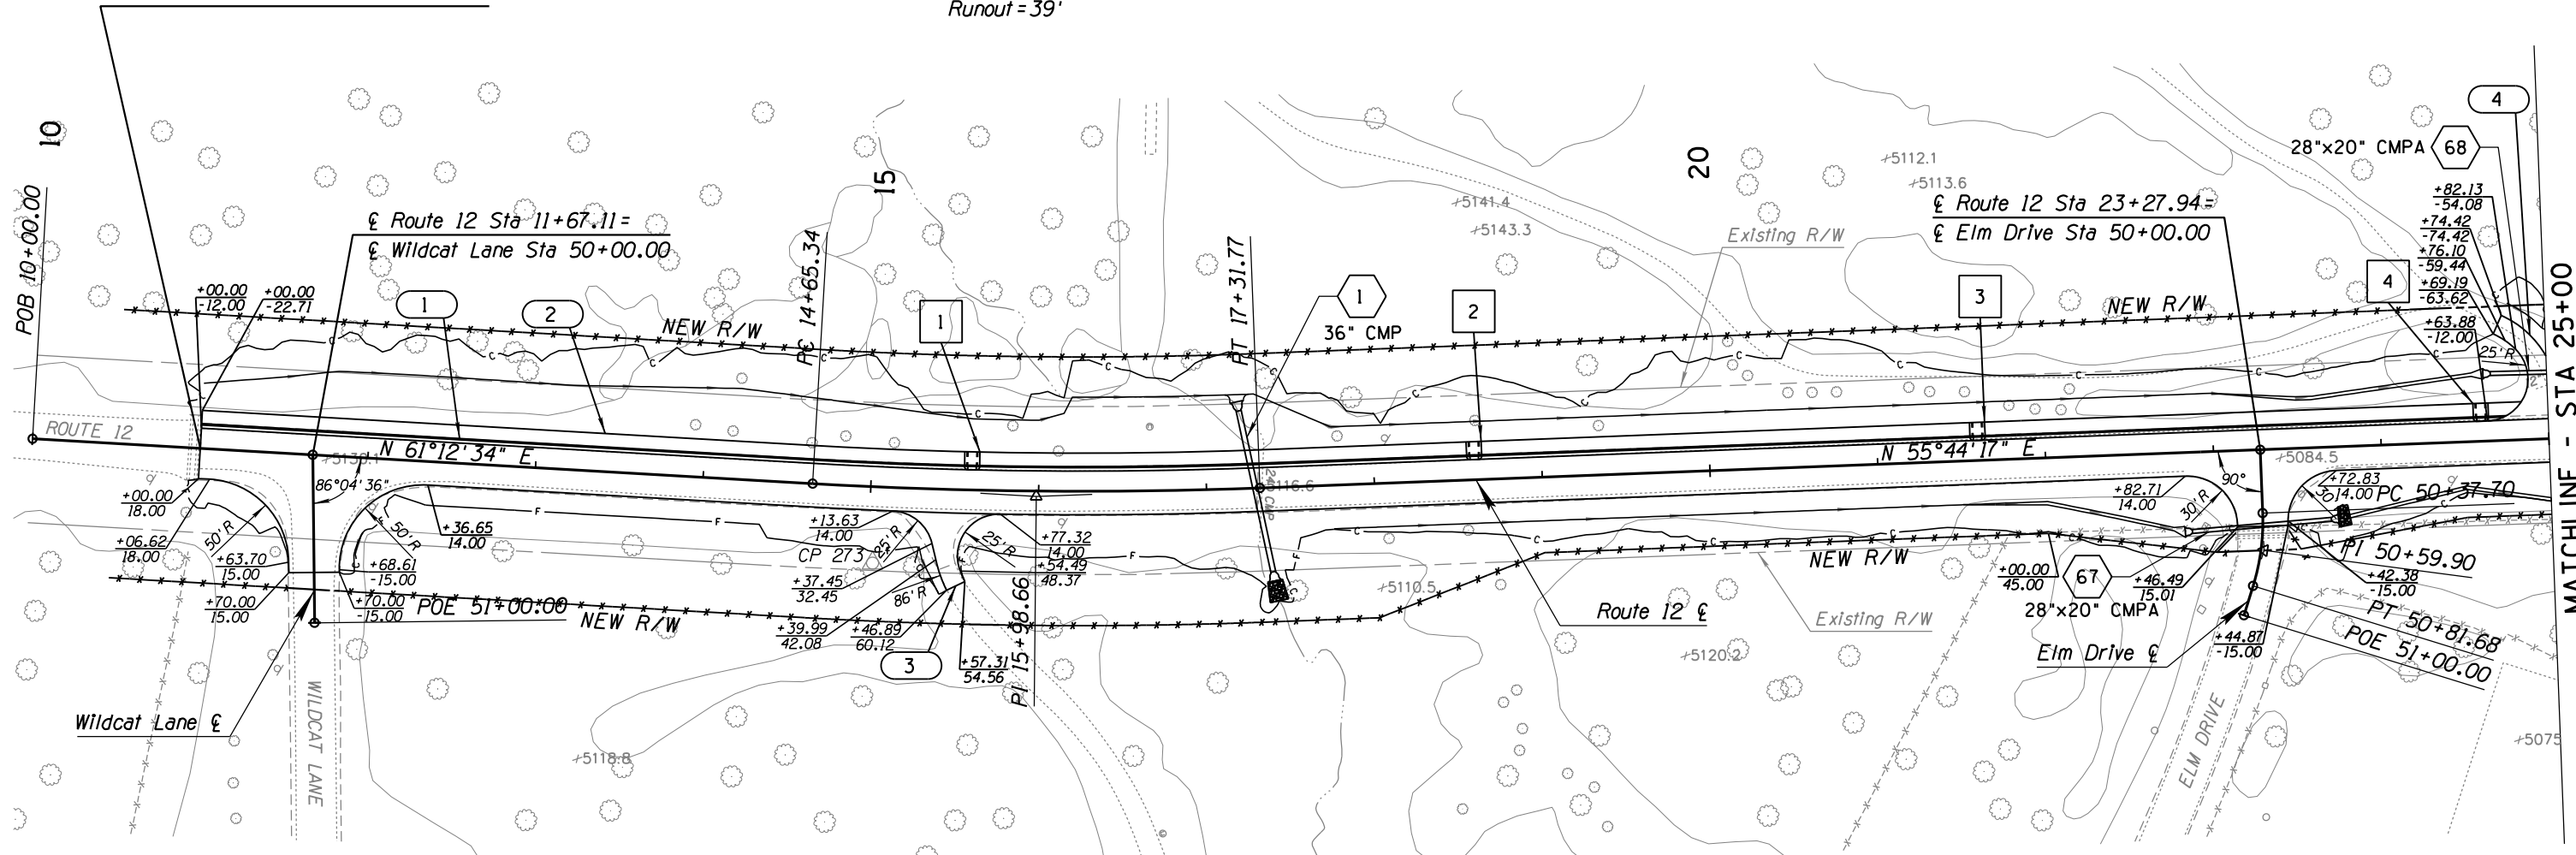 Runout = 39'
10
15
20
4
28"x20" CMPA
68
POB 10+00.00
℄ Route 12 Sta 11+67.11=
℄ Wildcat Lane Sta 50+00.00
PC 14+65.34
PT 17+31.77
5141.4
5143.3
5112.1
5113.6
Existing R/W
℄ Route 12 Sta 23+27.94=
℄ Elm Drive Sta 50+00.00
+82.13
-54.08
+74.42
-74.42
+76.10
-59.44
+69.19
-63.62
+63.88
-12.00
25'R
+00.00
-12.00
+00.00
-22.71
1
2
NEW R/W
1
1
36" CMP
2
3
NEW R/W
4
MATCHLINE - STA 25+00
ROUTE 12
N 61°12'34" E
86°04'36"
24" CMP
5116.6
N 55°44'17" E
90°
5084.5
+00.00
18.00
+06.62
18.00
50'R
+63.70
15.00
+70.00
15.00
50'R
+36.65
14.00
+68.61
-15.00
+70.00
-15.00
POE 51+00.00
NEW R/W
+13.63
14.00
CP 273
25'R
+37.45
32.45
86'R
+39.99
42.08
+46.89
60.12
3
25'R
+77.32
14.00
+54.49
48.37
+57.31
54.56
PI 15+98.66
5110.5
Route 12 ℄
NEW R/W
Existing R/W
5120.2
+82.71
14.00
30'R
+00.00
45.00
67
28"x20" CMPA
+46.49
15.01
Elm Drive ℄
+44.87
-15.00
+72.83
14.00
PC 50+37.70
PI 50+59.90
+42.38
-15.00
PT 50+81.68
POE 51+00.00
Wildcat Lane ℄
WILDCAT LANE
5118.8
ELM DRIVE
5075
C
C
C
C
C
C
C
C
C
C
C
F
F
F
F
C
C